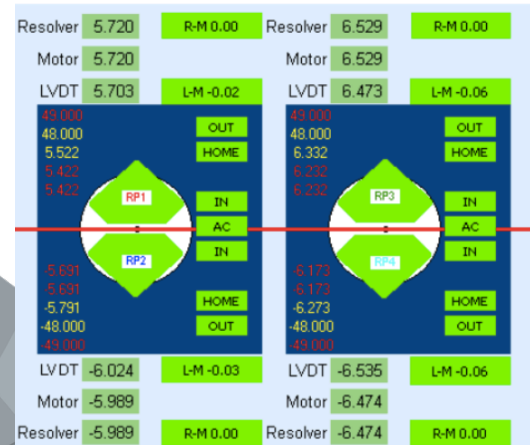 Resolver 5.720 R-M 0.00 Resolver 6.529 R-M 0.00
Motor 5.720 Motor 6.529
LVDT 5.703 L-M -0.02 LVDT 6.473 L-M -0.06
49.000 49.000
48.000 OUT 48.000 OUT
5.522 HOME 6.332 HOME
5.422 6.232
5.422 RP1 IN 6.232 RP3 IN
AC AC
RP2 IN RP4 IN
-5.691 -6.173
-5.691 -6.173
-5.791 HOME -6.273 HOME
-48.000 OUT -48.000 OUT
-49.000 -49.000
LVDT -6.024 L-M -0.03 LVDT -6.535 L-M -0.06
Motor -5.989 Motor -6.474
Resolver -5.989 R-M 0.00 Resolver -6.474 R-M 0.00